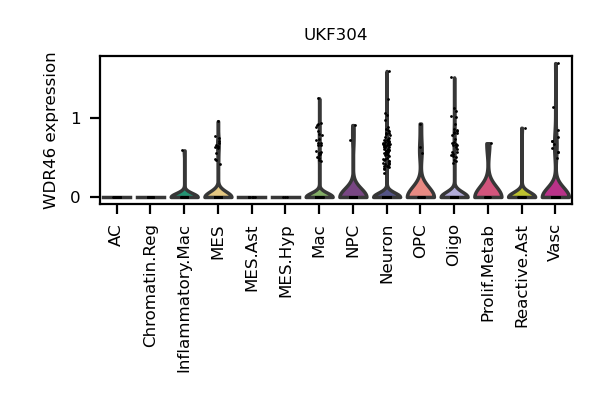 UKF304
WDR46 expression
1
0
AC
Chromatin.Reg
Inflammatory.Mac
MES
MES.Ast
MES.Hyp
Mac
NPC
Neuron
OPC
Oligo
Prolif.Metab
Reactive.Ast
Vasc